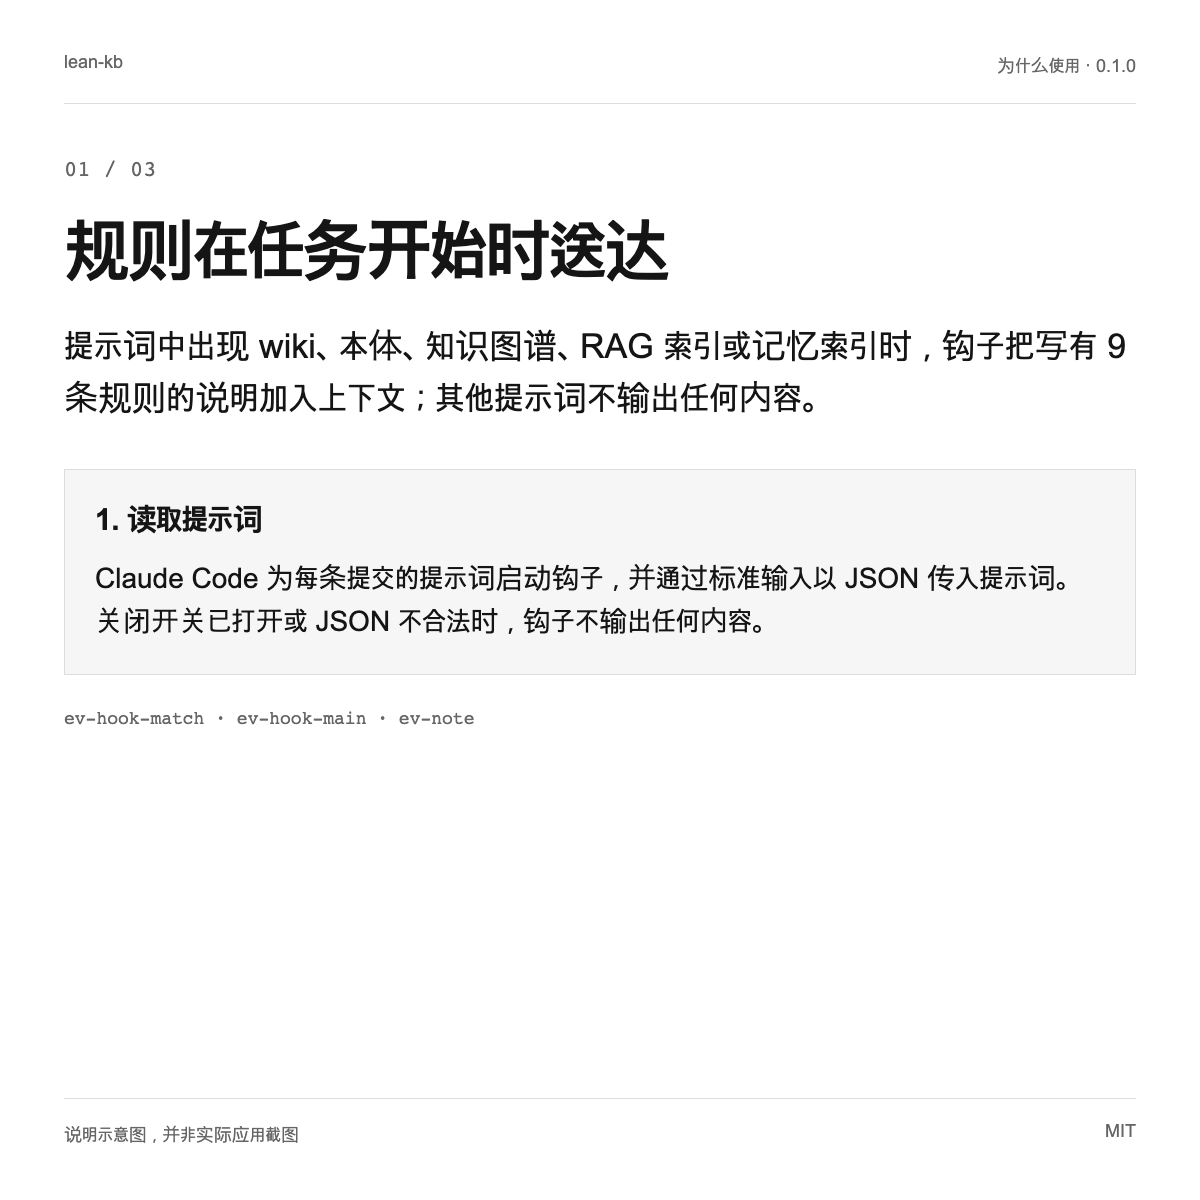 lean-kb
为什么使用 · 0.1.0
01 / 03
规则在任务开始时送达
提示词中出现 wiki、本体、知识图谱、RAG 索引或记忆索引时，钩子把写有 9
条规则的说明加入上下文；其他提示词不输出任何内容。
1. 读取提示词
Claude Code 为每条提交的提示词启动钩子，并通过标准输入以 JSON 传入提示词。
关闭开关已打开或 JSON 不合法时，钩子不输出任何内容。
ev-hook-match · ev-hook-main · ev-note
说明示意图，并非实际应用截图
MIT